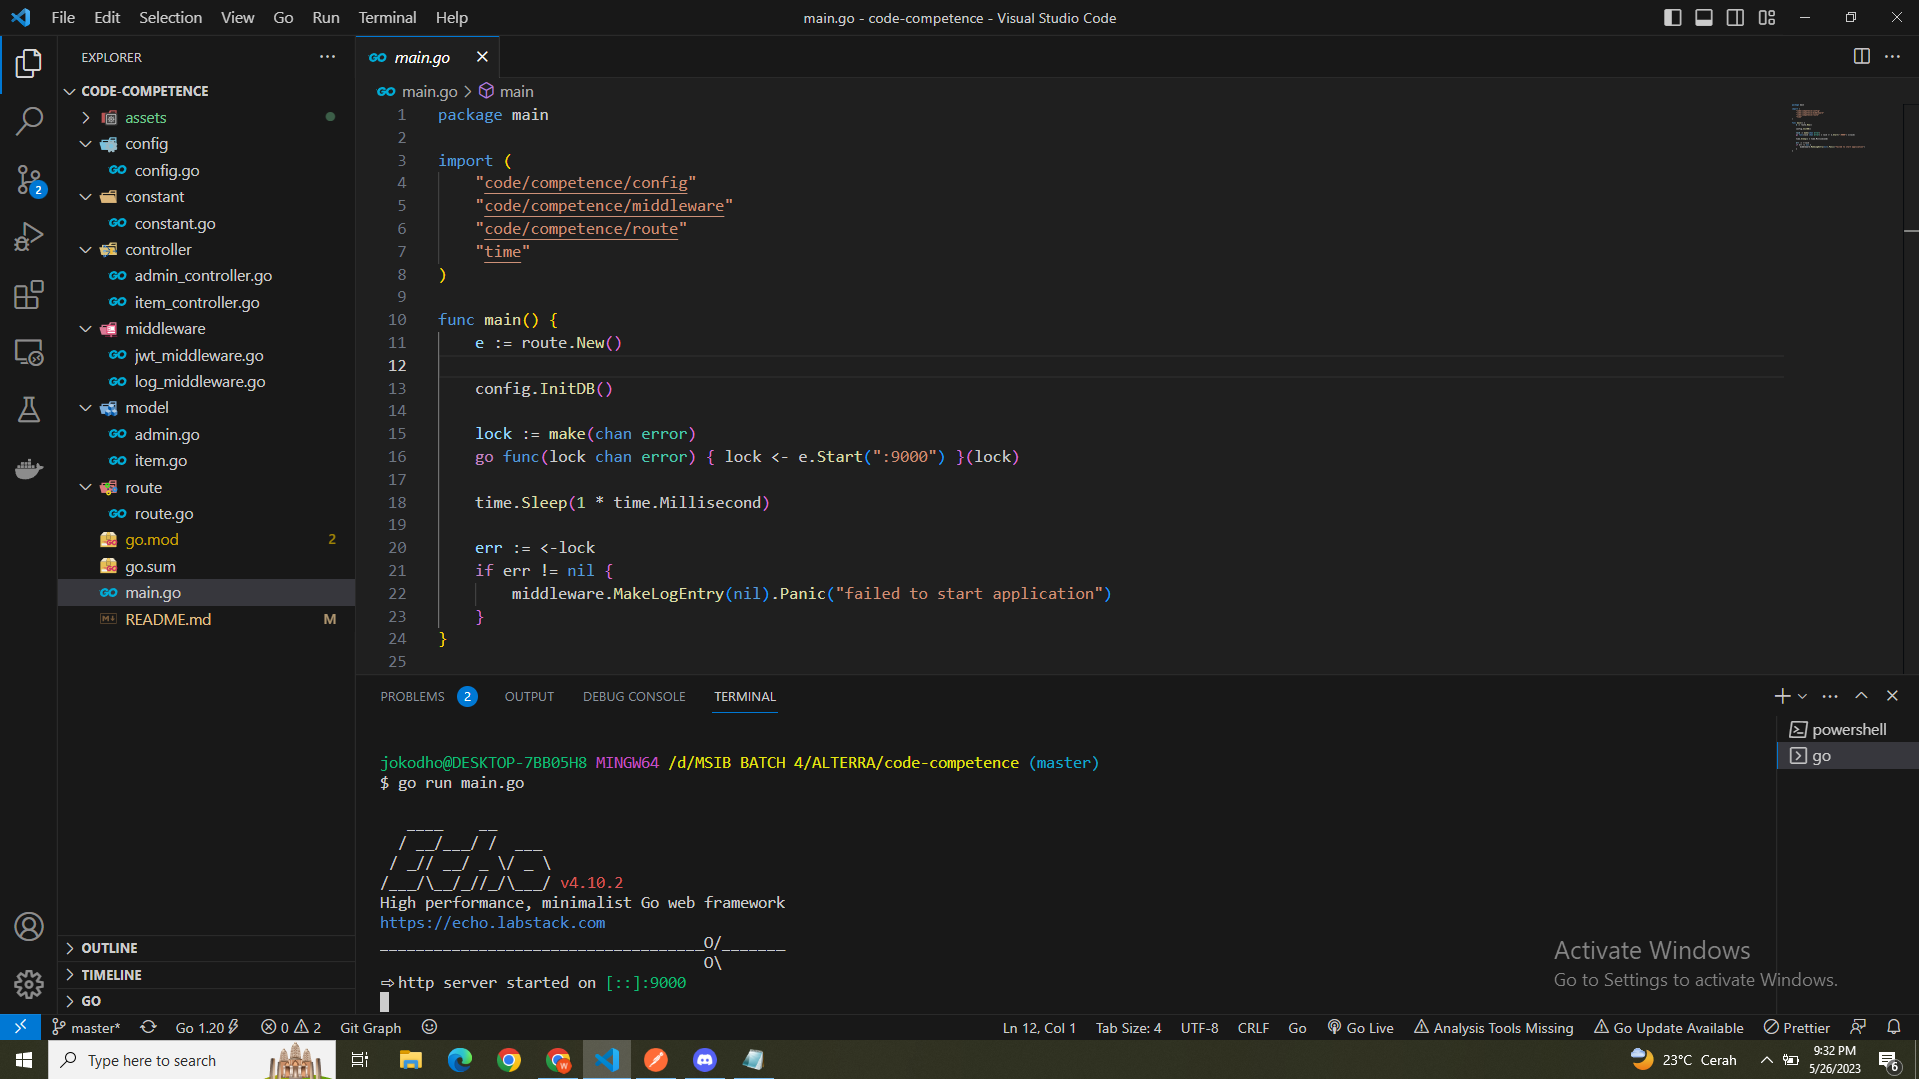 File Edit Selection View Go Run Terminal Help
main.go - code-competence - Visual Studio Code
EXPLORER
CODE-COMPETENCE
assets
config
config.go
constant
constant.go
controller
admin_controller.go
item_controller.go
middleware
jwt_middleware.go
log_middleware.go
model
admin.go
item.go
route
route.go
go.mod 2
go.sum
main.go
README.md M
OUTLINE
TIMELINE
GO
main.go
main.go > main
1 package main
2
3 import (
4 "code/competence/config"
5 "code/competence/middleware"
6 "code/competence/route"
7 "time"
8 )
9
10 func main() {
11 e := route.New()
12
13 config.InitDB()
14
15 lock := make(chan error)
16 go func(lock chan error) { lock <- e.Start(":9000") }(lock)
17
18 time.Sleep(1 * time.Millisecond)
19
20 err := <-lock
21 if err != nil {
22 middleware.MakeLogEntry(nil).Panic("failed to start application")
23 }
24 }
25
PROBLEMS 2 OUTPUT DEBUG CONSOLE TERMINAL
powershell
go
jokodho@DESKTOP-7BB05H8 MINGW64 /d/MSIB BATCH 4/ALTERRA/code-competence (master)
$ go run main.go
   ____    __
  / __/___/ /  ___
 / _// __/ _ \/ _ \
/___/\__/_//_/\___/ v4.10.2
High performance, minimalist Go web framework
https://echo.labstack.com
____________________________________O/_______
                                    O\
⇨ http server started on [::]:9000
Activate Windows
Go to Settings to activate Windows.
2
master* Go 1.20 0 2 Git Graph Ln 12, Col 1 Tab Size: 4 UTF-8 CRLF Go Go Live Analysis Tools Missing Go Update Available Prettier
Type here to search
23°C Cerah
9:32 PM
5/26/2023
6